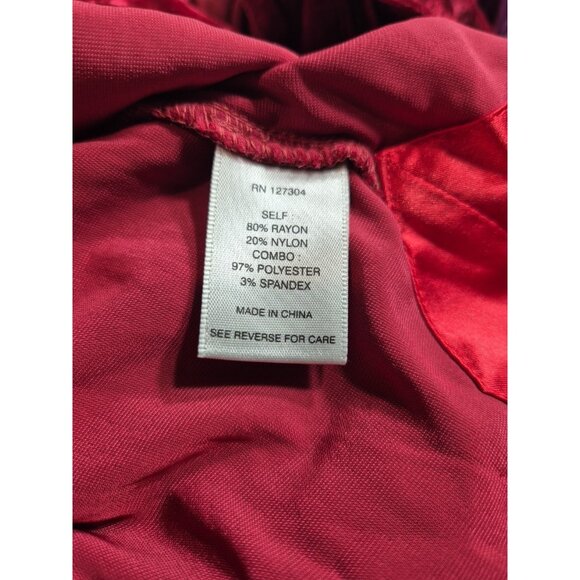 RN 127304
SELF :
80% RAYON
20% NYLON
COMBO :
97% POLYESTER
3% SPANDEX
MADE IN CHINA
SEE REVERSE FOR CARE